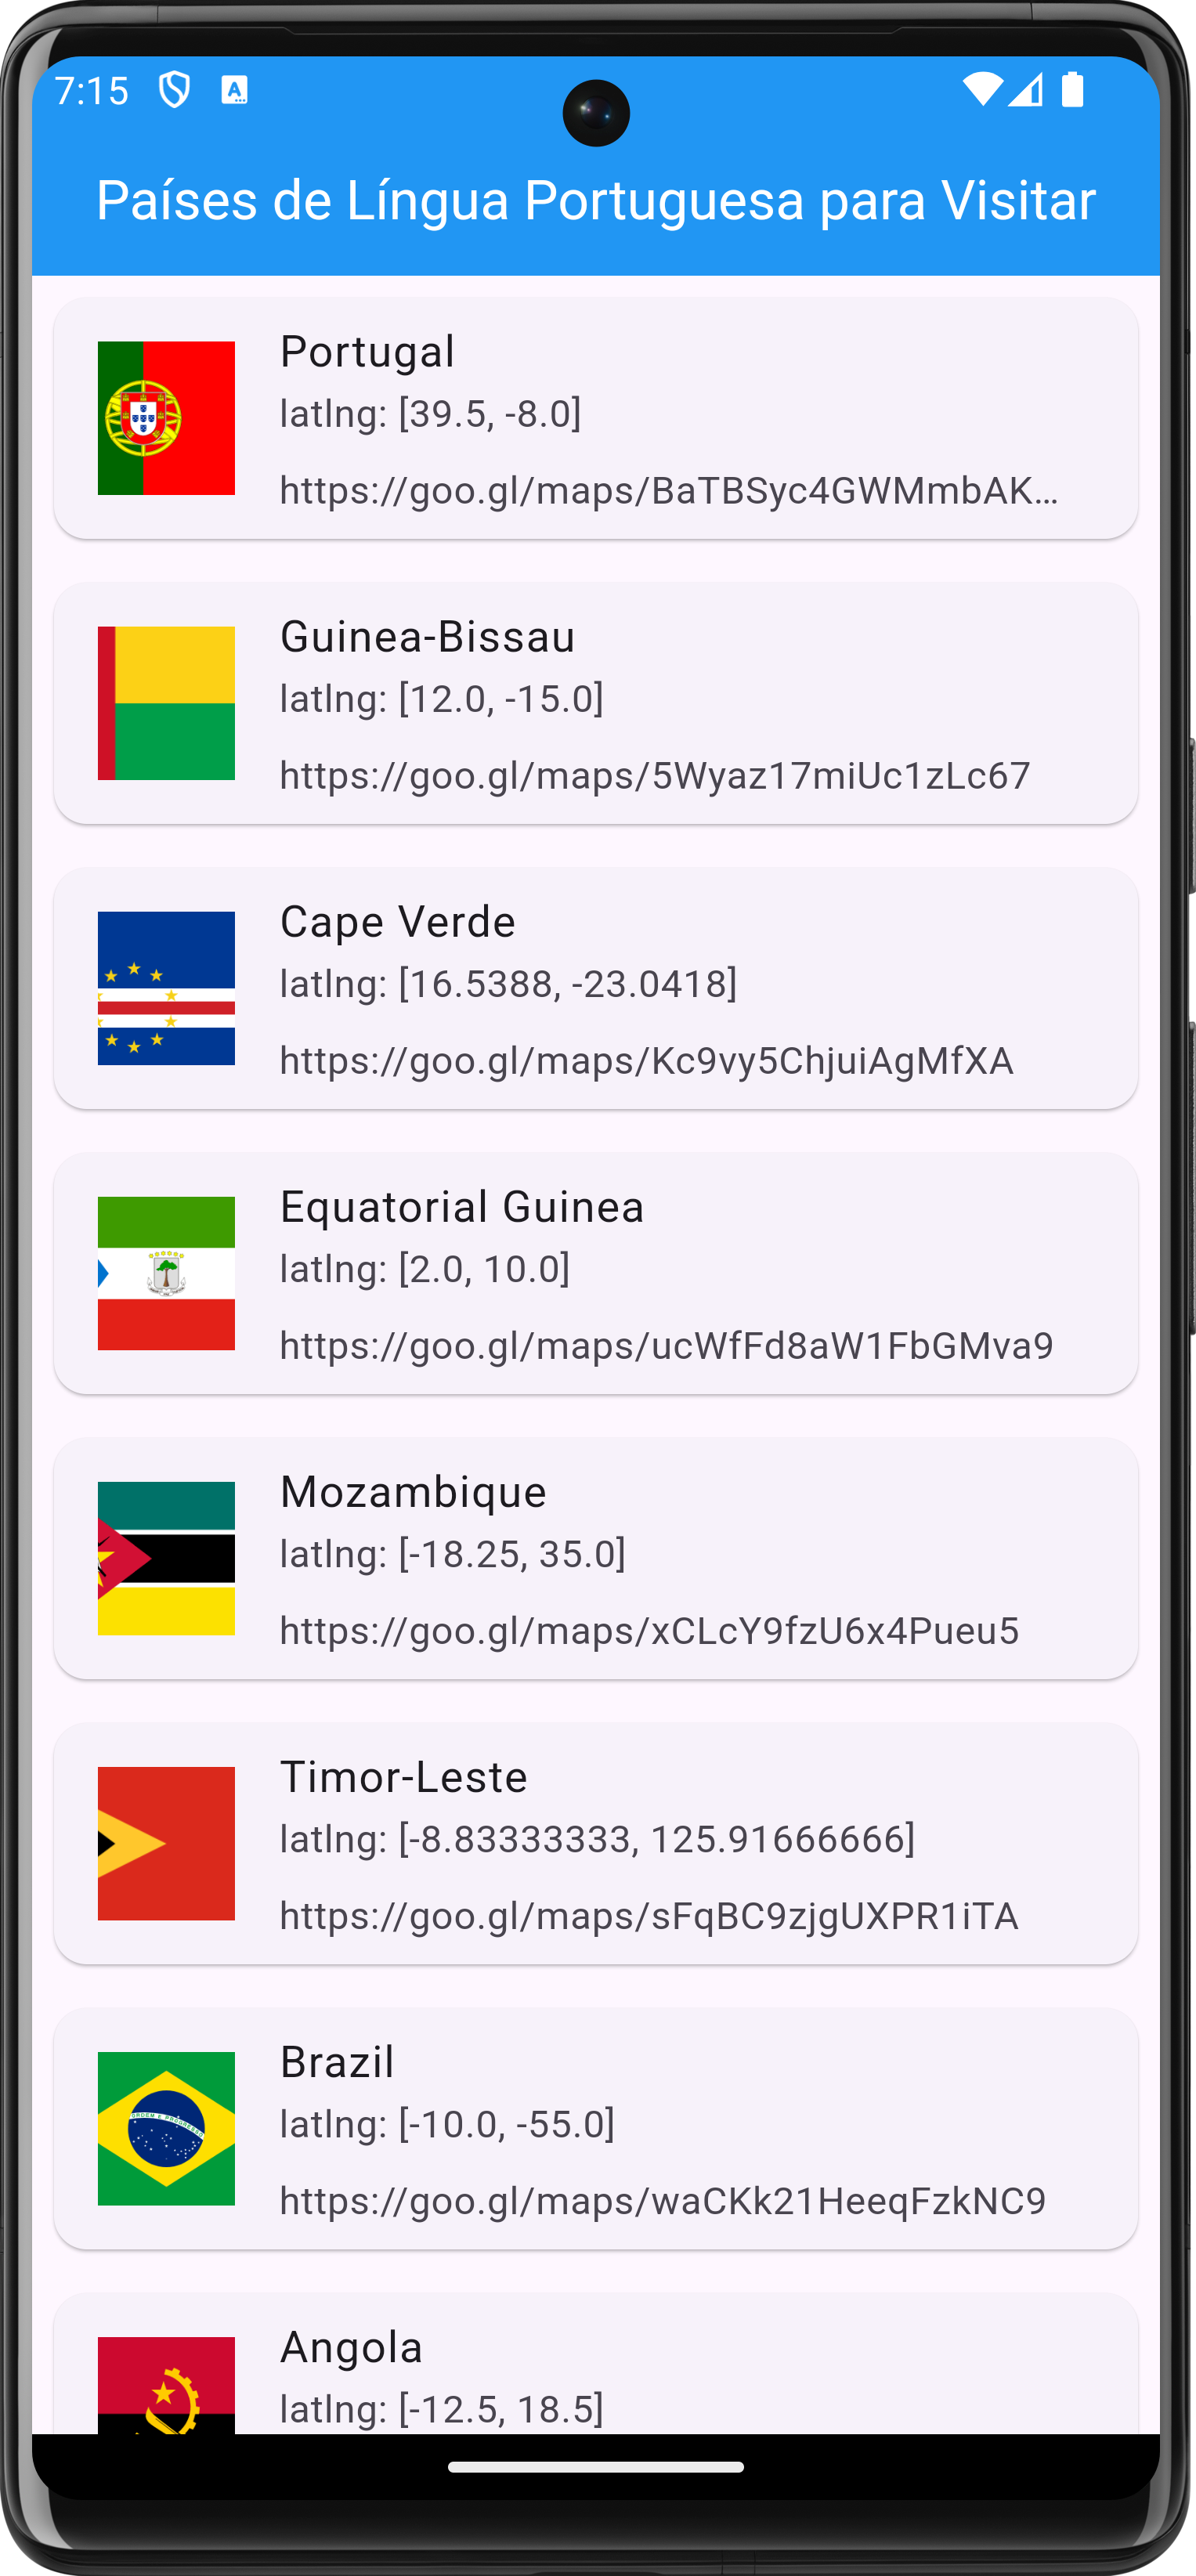 7:15
Países de Língua Portuguesa para Visitar
Portugal
latlng: [39.5, -8.0]
https://goo.gl/maps/BaTBSyc4GWMmbAK…
Guinea-Bissau
latlng: [12.0, -15.0]
https://goo.gl/maps/5Wyaz17miUc1zLc67
Cape Verde
latlng: [16.5388, -23.0418]
https://goo.gl/maps/Kc9vy5ChjuiAgMfXA
Equatorial Guinea
latlng: [2.0, 10.0]
https://goo.gl/maps/ucWfFd8aW1FbGMva9
Mozambique
latlng: [-18.25, 35.0]
https://goo.gl/maps/xCLcY9fzU6x4Pueu5
Timor-Leste
latlng: [-8.83333333, 125.91666666]
https://goo.gl/maps/sFqBC9zjgUXPR1iTA
Brazil
latlng: [-10.0, -55.0]
https://goo.gl/maps/waCKk21HeeqFzkNC9
Angola
latlng: [-12.5, 18.5]